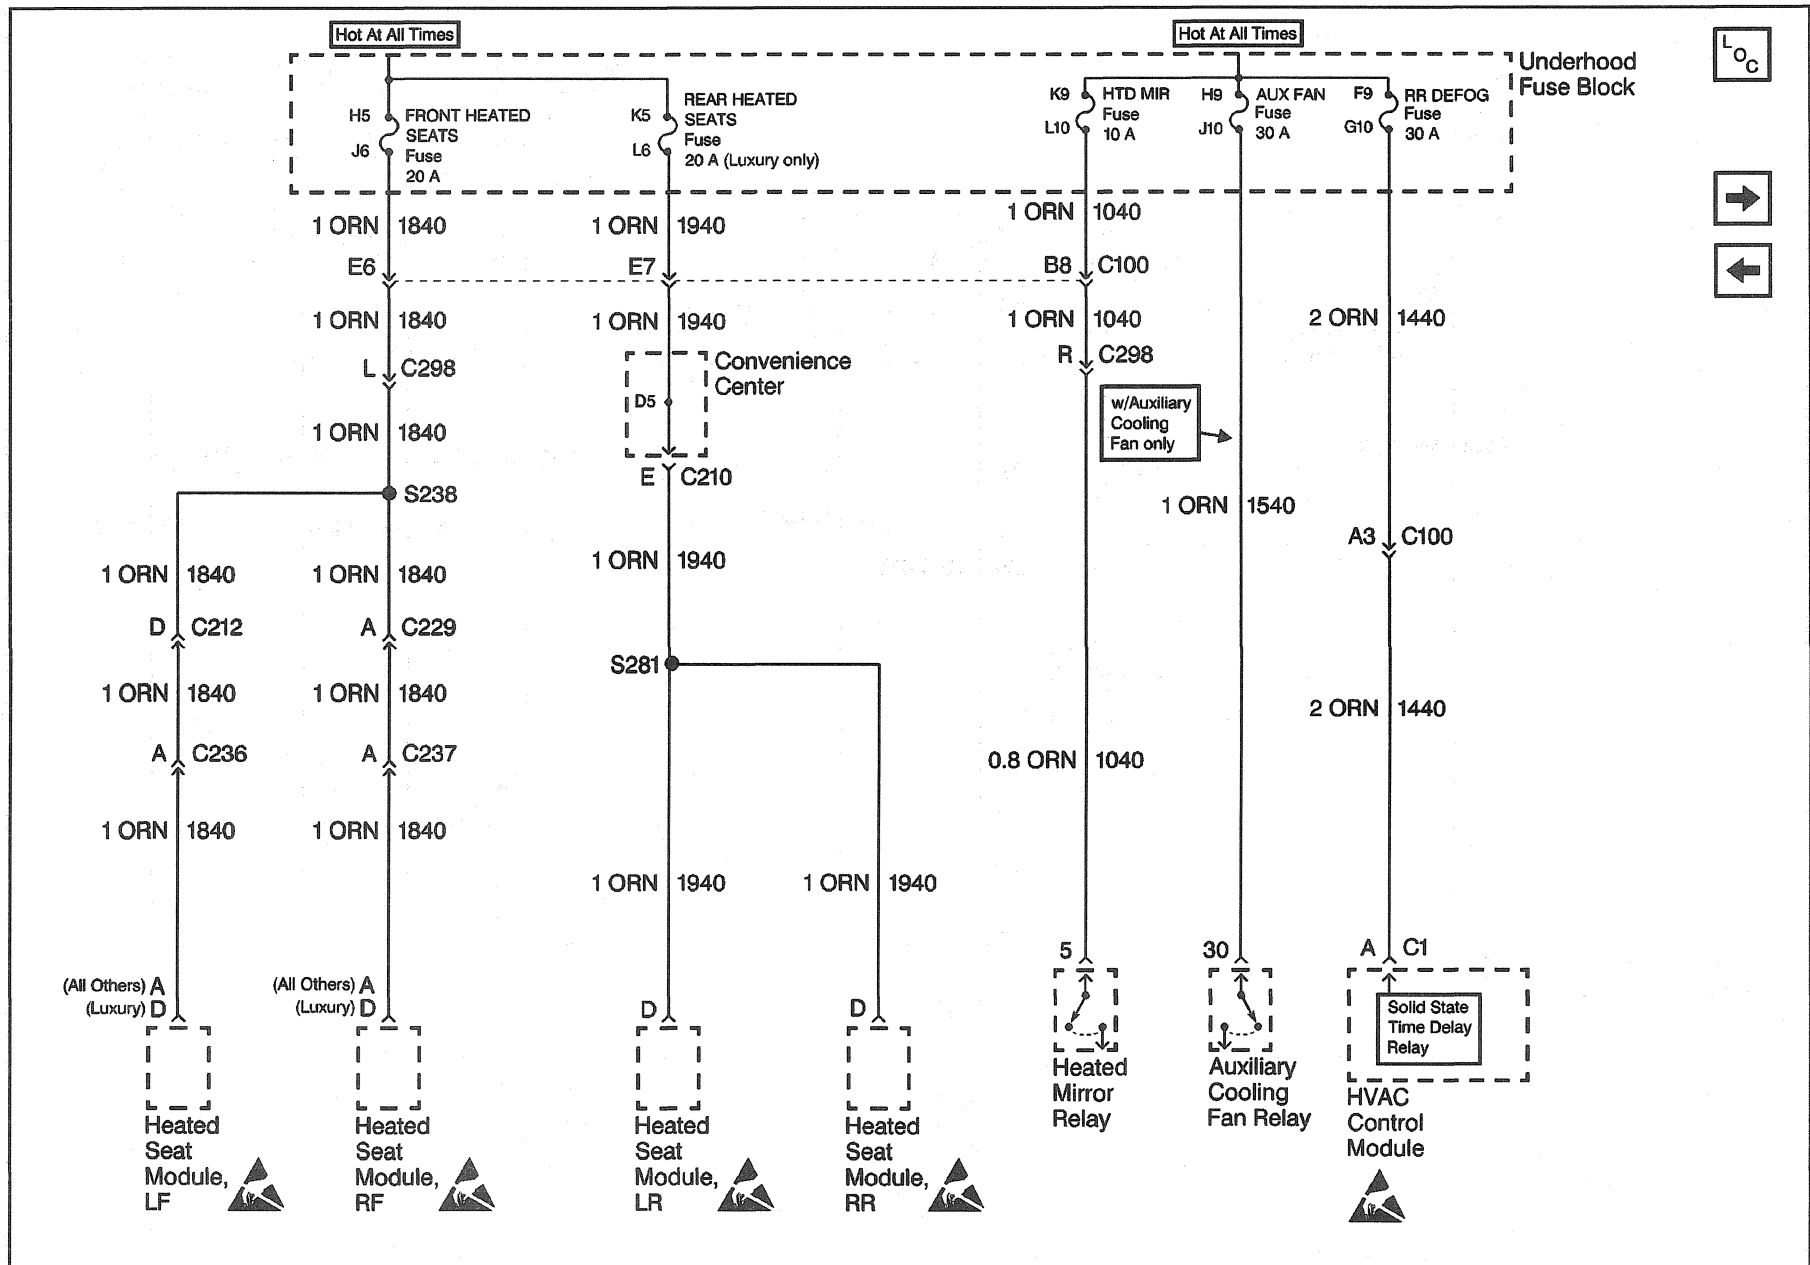 Hot At All Times
Hot At All Times
L
O
C
Underhood
Fuse Block
H5
J6
FRONT HEATED
SEATS
Fuse
20 A
K5
L6
REAR HEATED
SEATS
Fuse
20 A (Luxury only)
K9
L10
HTD MIR
Fuse
10 A
H9
J10
AUX FAN
Fuse
30 A
F9
G10
RR DEFOG
Fuse
30 A
1 ORN 1840
1 ORN 1940
1 ORN 1040
E6
E7
B8 C100
1 ORN 1840
1 ORN 1940
1 ORN 1040
2 ORN 1440
L C298
Convenience
Center
D5
R C298
w/Auxiliary
Cooling
Fan only
1 ORN 1840
E C210
S238
1 ORN 1540
A3 C100
1 ORN 1840
1 ORN 1840
1 ORN 1940
D C212
A C229
S281
1 ORN 1840
1 ORN 1840
2 ORN 1440
A C236
A C237
0.8 ORN 1040
1 ORN 1840
1 ORN 1840
1 ORN 1940
1 ORN 1940
5
30
A C1
(All Others) A
(Luxury) D
(All Others) A
(Luxury) D
D
D
Solid State
Time Delay
Relay
Heated
Seat
Module,
LF
Heated
Seat
Module,
RF
Heated
Seat
Module,
LR
Heated
Seat
Module,
RR
Heated
Mirror
Relay
Auxiliary
Cooling
Fan Relay
HVAC
Control
Module